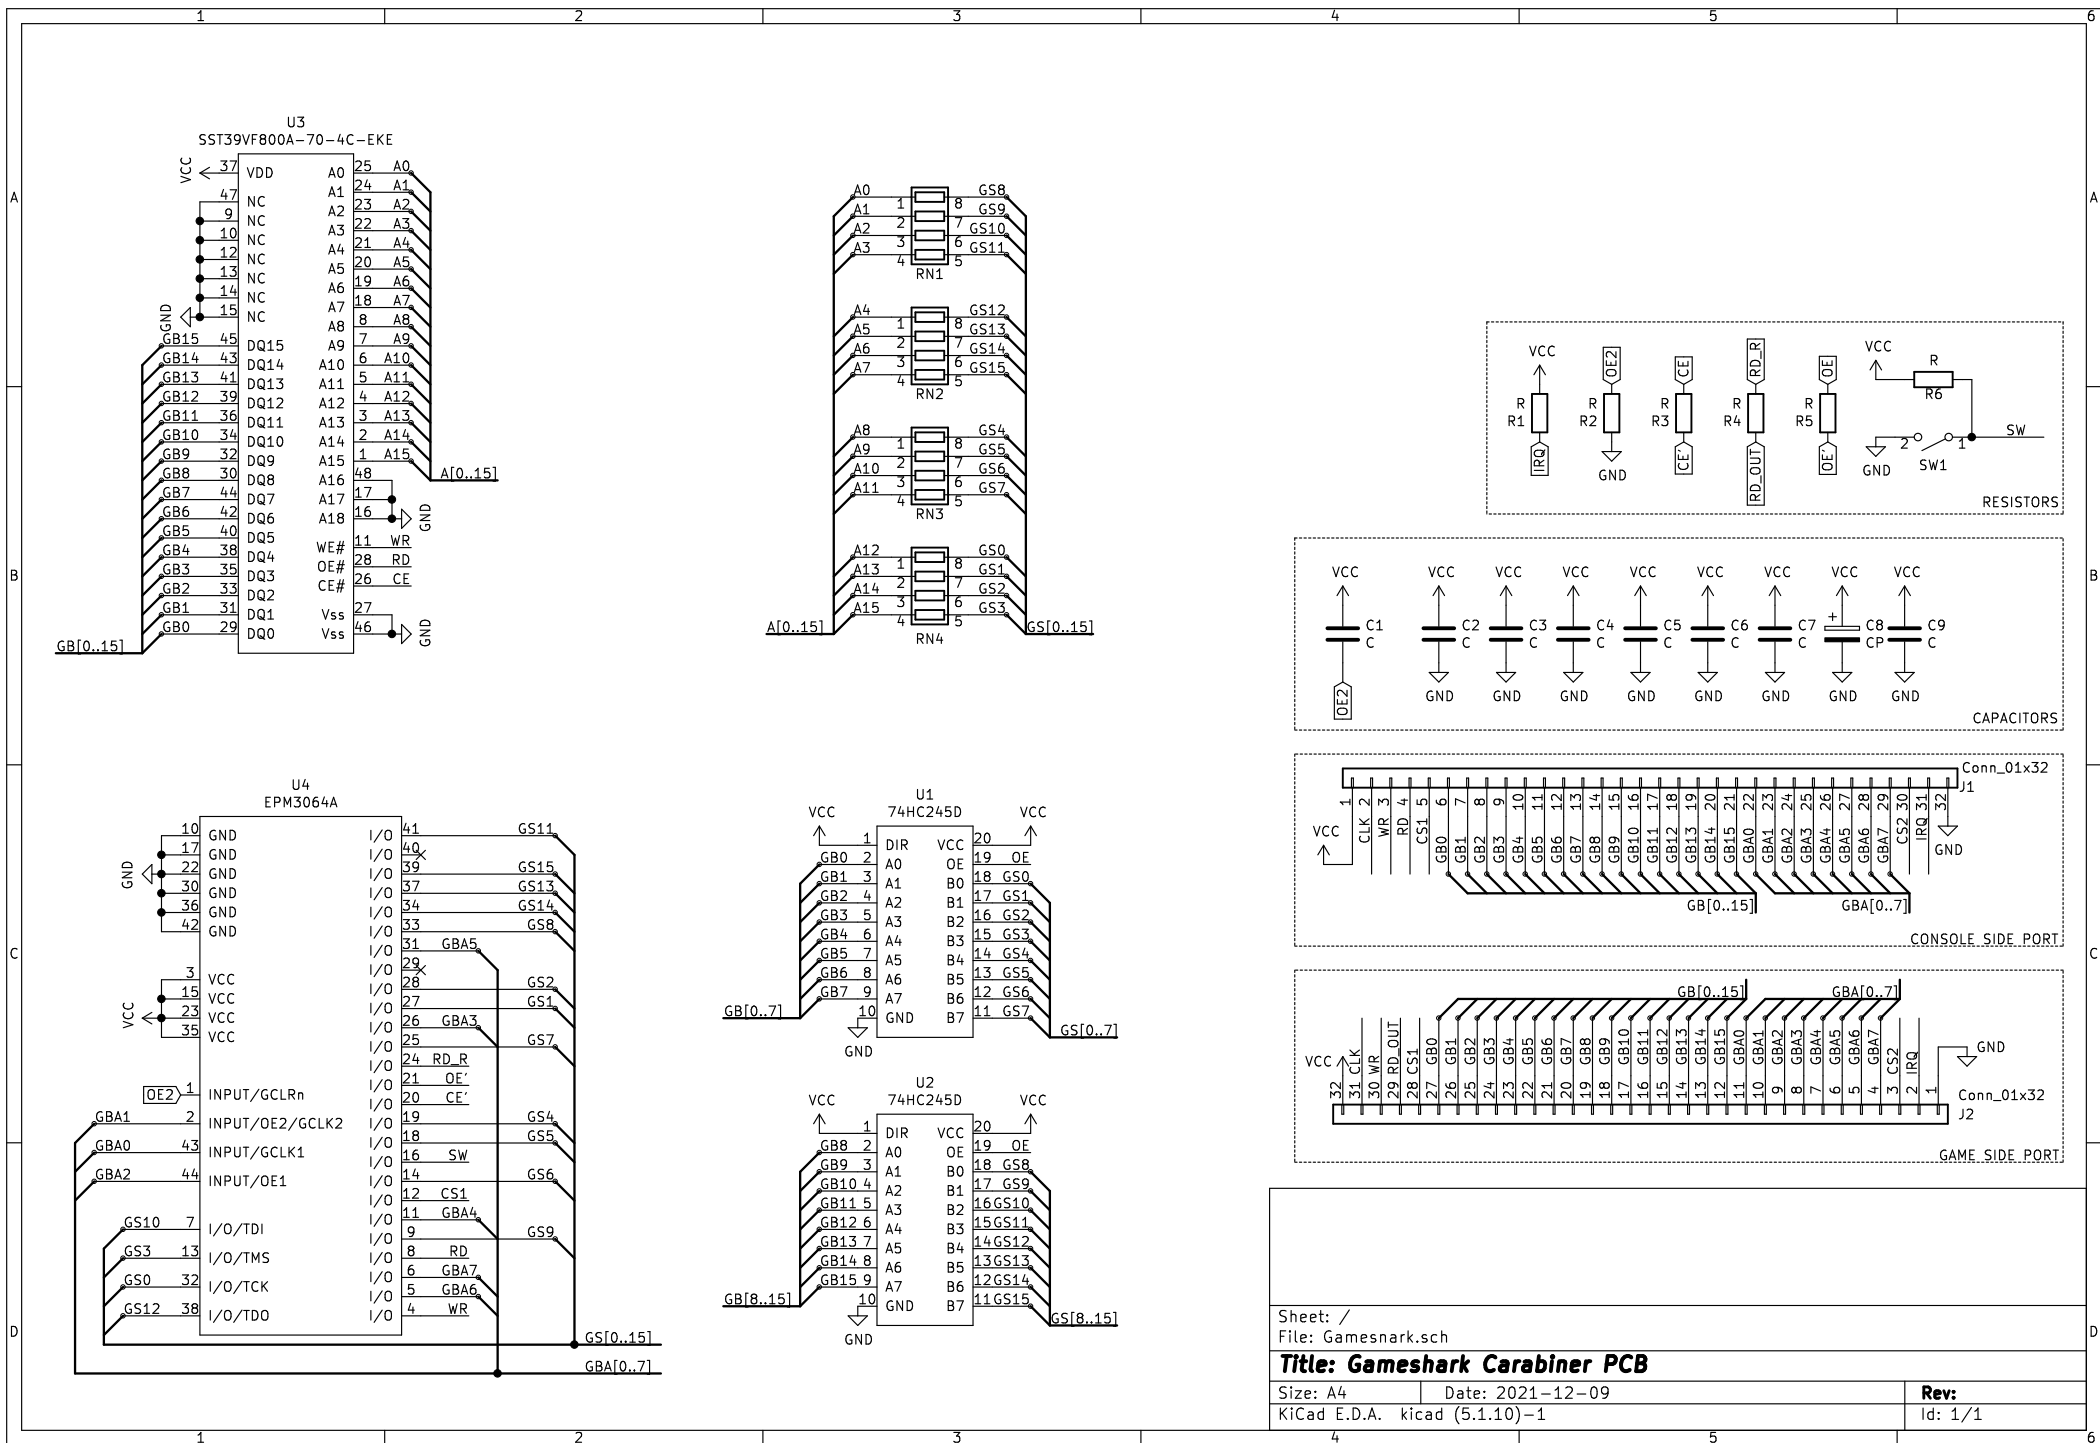 1 2 3 4 5 6
A
B
C
D
U3
SST39VF800A-70-4C-EKE
VCC 37 VDD A0 25 A0
47 NC A1 24 A1
9 NC A2 23 A2
10 NC A3 22 A3
12 NC A4 21 A4
13 NC A5 20 A5
14 NC A6 19 A6
GND 15 NC A7 18 A7
A8 8 A8
GB15 45 DQ15 A9 7 A9
GB14 43 DQ14 A10 6 A10
GB13 41 DQ13 A11 5 A11
GB12 39 DQ12 A12 4 A12
GB11 36 DQ11 A13 3 A13
GB10 34 DQ10 A14 2 A14
GB9 32 DQ9 A15 1 A15
GB8 30 DQ8 A16 48 A[0..15]
GB7 44 DQ7 A17 17
GB6 42 DQ6 A18 16 GND
GB5 40 DQ5 WE# 11 WR
GB4 38 DQ4 OE# 28 RD
GB3 35 DQ3 CE# 26 CE
GB2 33 DQ2
GB1 31 DQ1 Vss 27
GB0 29 DQ0 Vss 46 GND
GB[0..15]
A0 1 8 GS8
A1 2 7 GS9
A2 3 6 GS10
A3 4 5 GS11
RN1
A4 1 8 GS12
A5 2 7 GS13
A6 3 6 GS14
A7 4 5 GS15
RN2
A8 1 8 GS4
A9 2 7 GS5
A10 3 6 GS6
A11 4 5 GS7
RN3
A12 1 8 GS0
A13 2 7 GS1
A14 3 6 GS2
A15 4 5 GS3
A[0..15] RN4 GS[0..15]
VCC OE2 CE RD_R OE VCC R
R6
R R R R R
R1 R2 R3 R4 R5
IRQ GND CE' RD_OUT OE' GND 2 1 SW
SW1
RESISTORS
VCC VCC VCC VCC VCC VCC VCC VCC VCC
C1 C2 C3 C4 C5 C6 C7 + C8 C9
C C C C C C C CP C
OE2 GND GND GND GND GND GND GND GND
CAPACITORS
Conn_01x32
J1
1 2 3 4 5 6 7 8 9 10 11 12 13 14 15 16 17 18 19 20 21 22 23 24 25 26 27 28 29 30 31 32
VCC CLK WR RD CS1 GB0 GB1 GB2 GB3 GB4 GB5 GB6 GB7 GB8 GB9 GB10 GB11 GB12 GB13 GB14 GB15 GBA0 GBA1 GBA2 GBA3 GBA4 GBA5 GBA6 GBA7 CS2 IRQ GND
GB[0..15] GBA[0..7]
CONSOLE SIDE PORT
GB[0..15] GBA[0..7]
VCC CLK WR RD_OUT CS1 GB0 GB1 GB2 GB3 GB4 GB5 GB6 GB7 GB8 GB9 GB10 GB11 GB12 GB13 GB14 GB15 GBA0 GBA1 GBA2 GBA3 GBA4 GBA5 GBA6 GBA7 CS2 IRQ GND
32 31 30 29 28 27 26 25 24 23 22 21 20 19 18 17 16 15 14 13 12 11 10 9 8 7 6 5 4 3 2 1
Conn_01x32
J2
GAME SIDE PORT
U4
EPM3064A
10 GND I/O 41 GS11
17 GND I/O 40
GND 22 GND I/O 39 GS15
30 GND I/O 37 GS13
36 GND I/O 34 GS14
42 GND I/O 33 GS8
I/O 31 GBA5
I/O 29
3 VCC I/O 28 GS2
15 VCC I/O 27 GS1
VCC 23 VCC I/O 26 GBA3
35 VCC I/O 25 GS7
I/O 24 RD_R
I/O 21 OE'
OE2 1 INPUT/GCLRn I/O 20 CE'
GBA1 2 INPUT/OE2/GCLK2 I/O 19 GS4
I/O 18 GS5
GBA0 43 INPUT/GCLK1 I/O 16 SW
GBA2 44 INPUT/OE1 I/O 14 GS6
I/O 12 CS1
I/O 11 GBA4
GS10 7 I/O/TDI I/O 9 GS9
GS3 13 I/O/TMS I/O 8 RD
I/O 6 GBA7
GS0 32 I/O/TCK I/O 5 GBA6
GS12 38 I/O/TDO I/O 4 WR
GS[0..15]
GBA[0..7]
U1
74HC245D
VCC VCC
1 DIR VCC 20
GB0 2 A0 OE 19 OE
GB1 3 A1 B0 18 GS0
GB2 4 A2 B1 17 GS1
GB3 5 A3 B2 16 GS2
GB4 6 A4 B3 15 GS3
GB5 7 A5 B4 14 GS4
GB6 8 A6 B5 13 GS5
GB7 9 A7 B6 12 GS6
GB[0..7] 10 GND B7 11 GS7
GND GS[0..7]
U2
74HC245D
VCC VCC
1 DIR VCC 20
GB8 2 A0 OE 19 OE
GB9 3 A1 B0 18 GS8
GB10 4 A2 B1 17 GS9
GB11 5 A3 B2 16 GS10
GB12 6 A4 B3 15 GS11
GB13 7 A5 B4 14 GS12
GB14 8 A6 B5 13 GS13
GB15 9 A7 B6 12 GS14
GB[8..15] 10 GND B7 11 GS15
GND GS[8..15]
Sheet: /
File: Gamesnark.sch
Title: Gameshark Carabiner PCB
Size: A4 Date: 2021-12-09 Rev:
KiCad E.D.A. kicad (5.1.10)-1 Id: 1/1
A
B
C
D
1 2 3 4 5 6